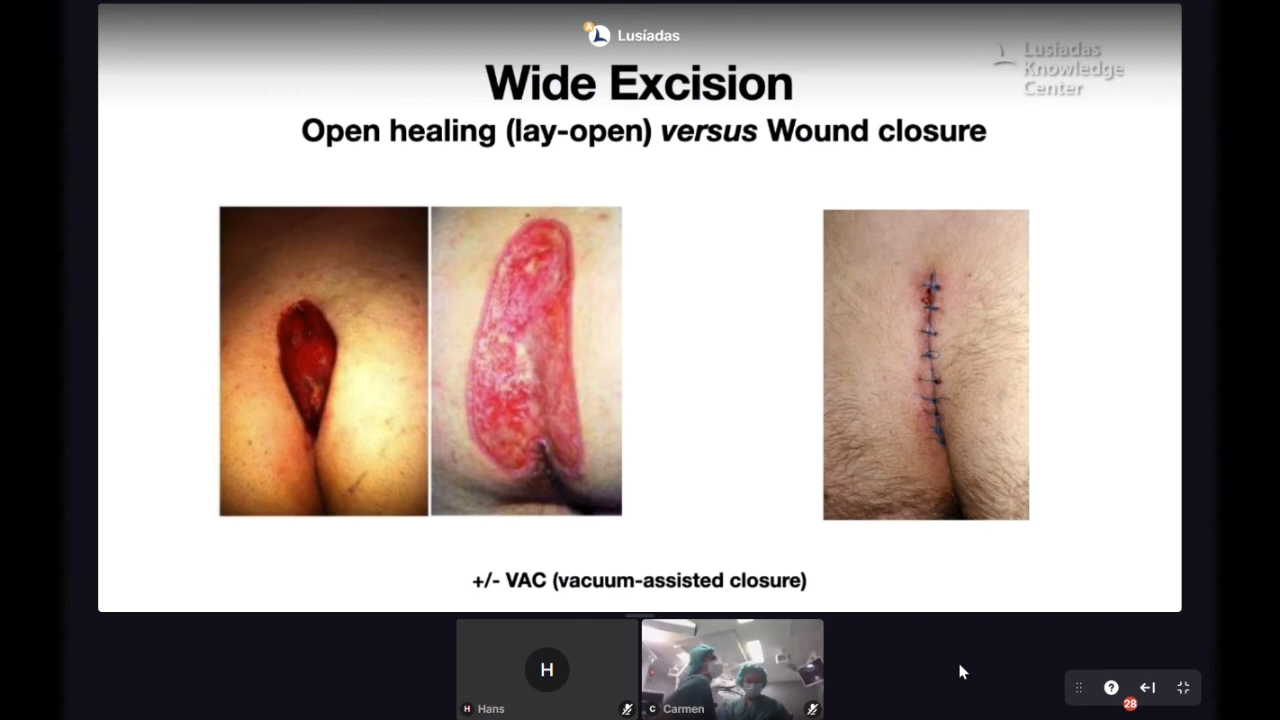 Lusíadas
Lusíadas
Knowledge
Center
Wide Excision
Open healing (lay-open) versus Wound closure
+/- VAC (vacuum-assisted closure)
H
H Hans
C Carmen
?
28